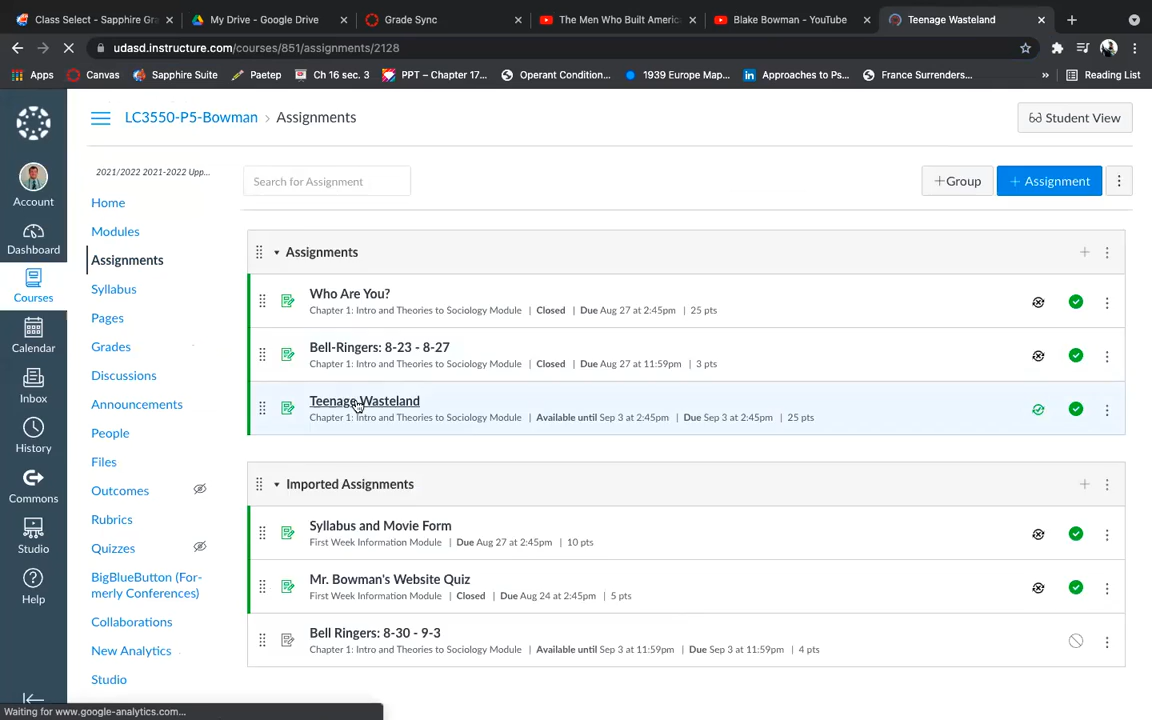 Class Select - Sapphire Gra
My Drive - Google Drive
Grade Sync
The Men Who Built Americ
Blake Bowman - YouTube
Teenage Wasteland
udasd.instructure.com/courses/851/assignments/2128
Apps
Canvas
Sapphire Suite
Paetep
Ch 16 sec. 3
PPT – Chapter 17...
Operant Condition...
1939 Europe Map...
Approaches to Ps...
France Surrenders...
»
Reading List
LC3550-P5-Bowman › Assignments
Student View
2021/2022 2021-2022 Upp...
Search for Assignment
+Group
+ Assignment
Account
Dashboard
Courses
Calendar
Inbox
History
Commons
Studio
Help
Home
Modules
Assignments
Syllabus
Pages
Grades
Discussions
Announcements
People
Files
Outcomes
Rubrics
Quizzes
BigBlueButton (For-
merly Conferences)
Collaborations
New Analytics
Studio
Assignments
Who Are You?
Chapter 1: Intro and Theories to Sociology Module | Closed | Due Aug 27 at 2:45pm | 25 pts
Bell-Ringers: 8-23 - 8-27
Chapter 1: Intro and Theories to Sociology Module | Closed | Due Aug 27 at 11:59pm | 3 pts
Teenage Wasteland
Chapter 1: Intro and Theories to Sociology Module | Available until Sep 3 at 2:45pm | Due Sep 3 at 2:45pm | 25 pts
Imported Assignments
Syllabus and Movie Form
First Week Information Module | Due Aug 27 at 2:45pm | 10 pts
Mr. Bowman's Website Quiz
First Week Information Module | Closed | Due Aug 24 at 2:45pm | 5 pts
Bell Ringers: 8-30 - 9-3
Chapter 1: Intro and Theories to Sociology Module | Available until Sep 3 at 11:59pm | Due Sep 3 at 11:59pm | 4 pts
Waiting for www.google-analytics.com...